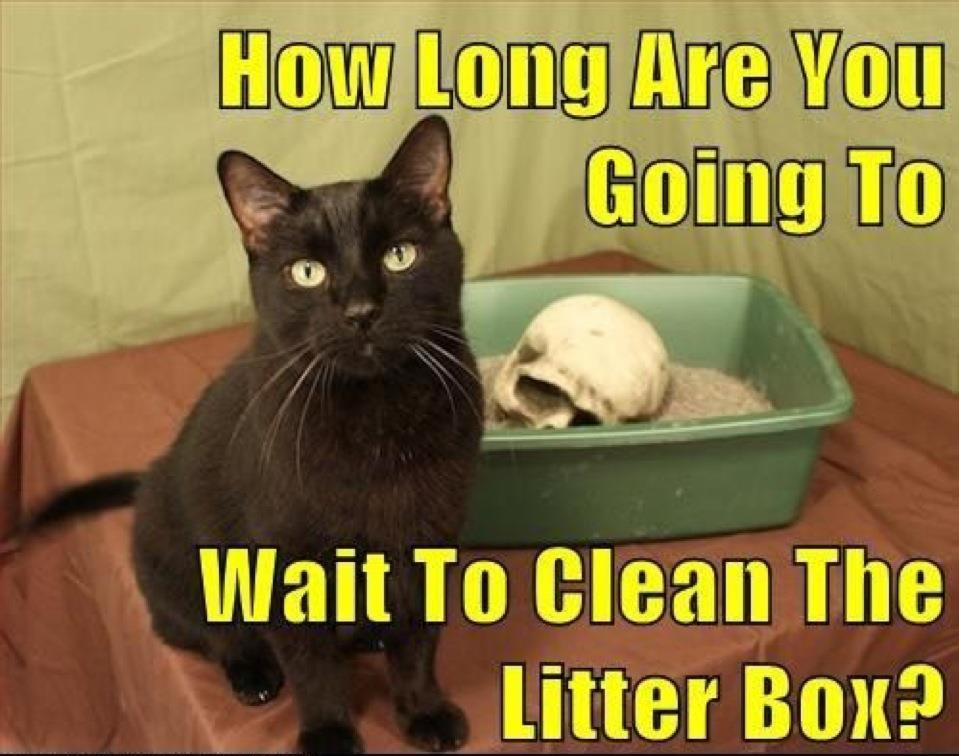 How Long Are You
Going To
Wait To Clean The
Litter Box?